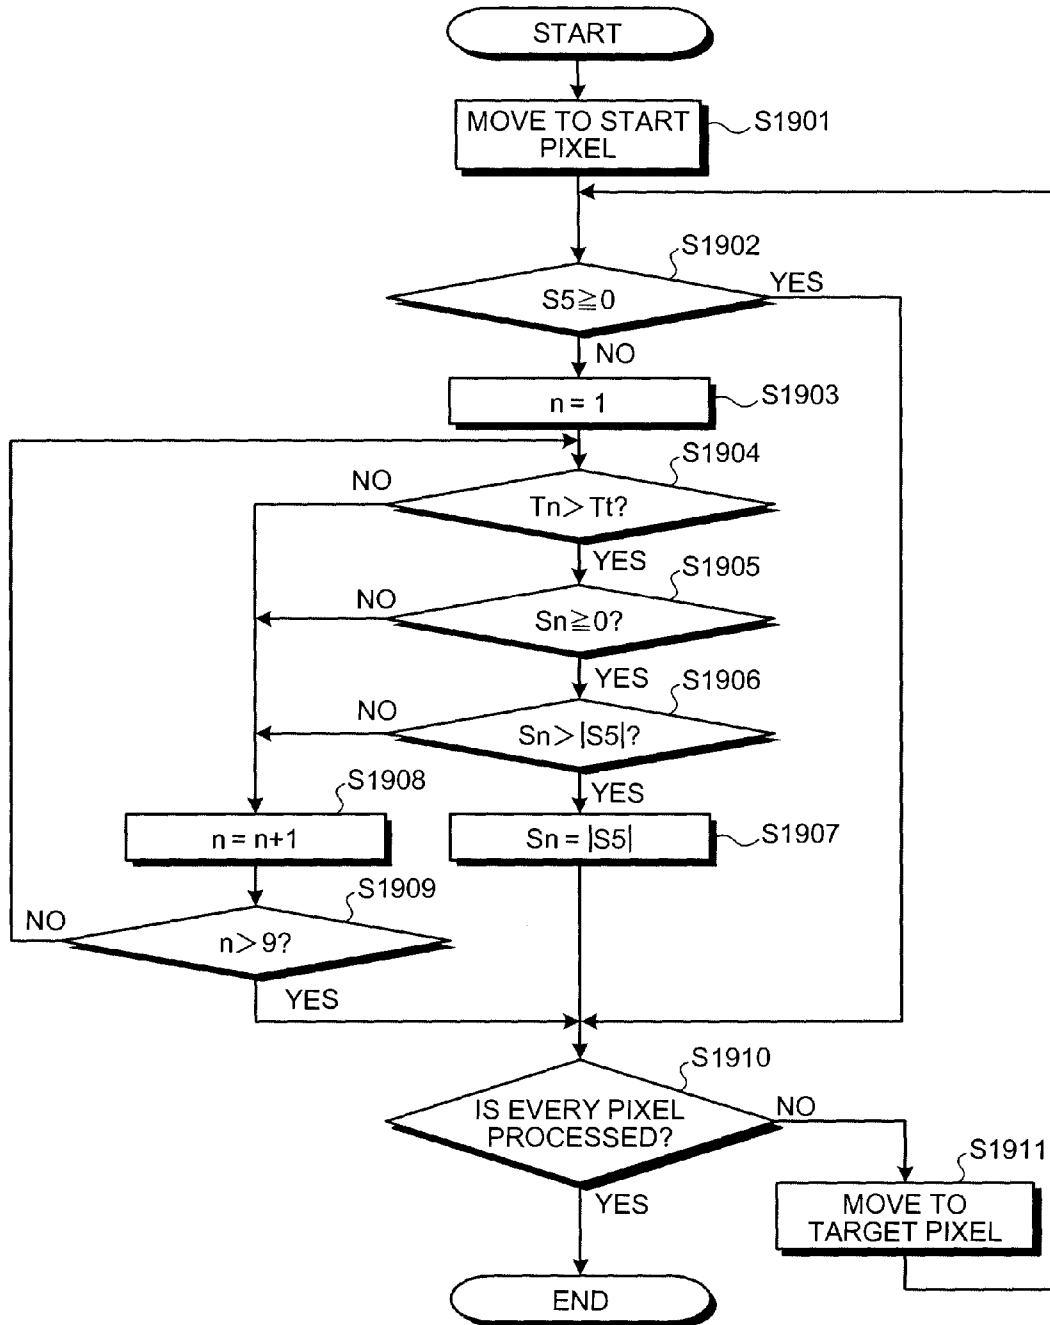 START
MOVE TO START
PIXEL
S1901
S1902
S5≧0
YES
NO
n = 1
S1903
S1904
NO
Tn＞Tt?
YES
S1905
NO
Sn≧0?
YES
S1906
NO
Sn＞|S5|?
YES
S1908
n = n+1
Sn = |S5|
S1907
S1909
NO
n＞9?
YES
S1910
IS EVERY PIXEL
PROCESSED?
NO
YES
S1911
MOVE TO
TARGET PIXEL
END